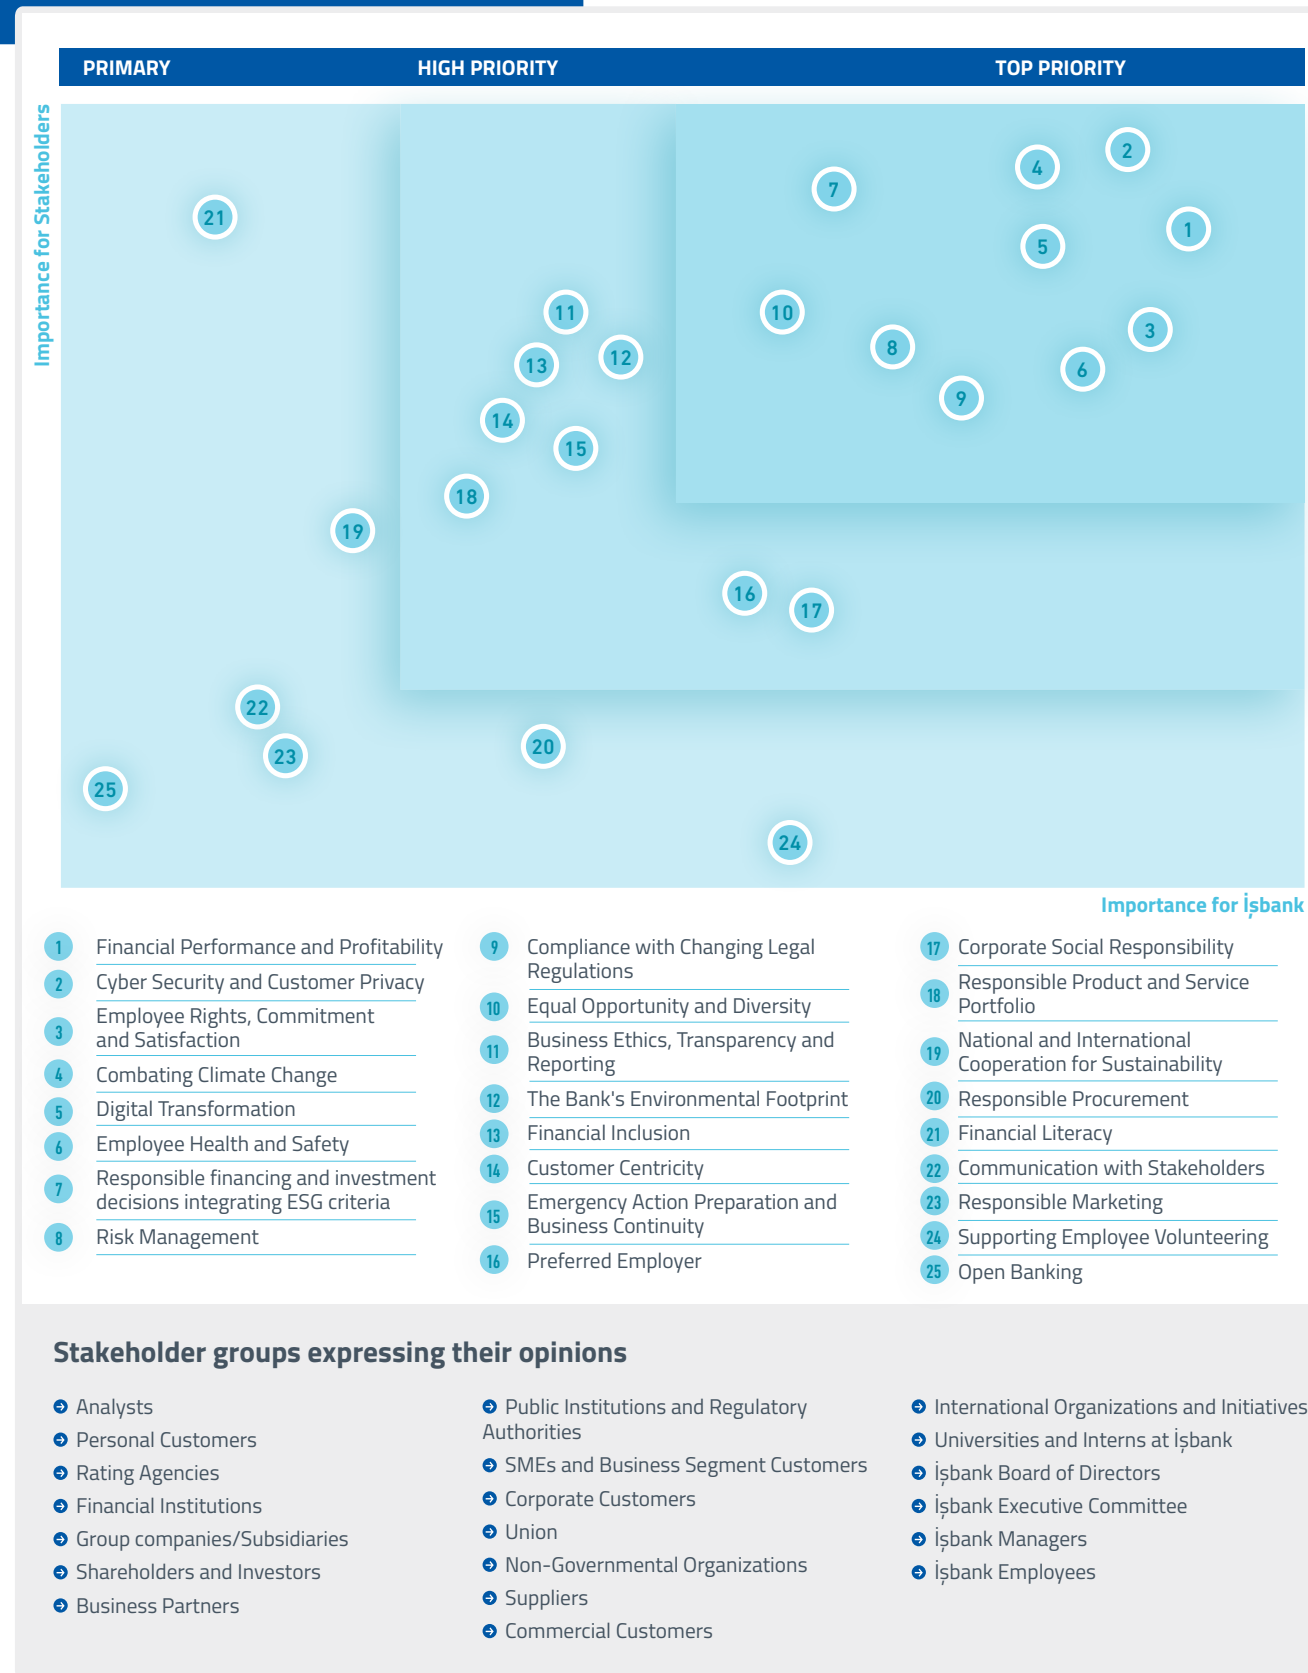 PRIMARY
HIGH PRIORITY
TOP PRIORITY
Importance for Stakeholders
2
4
7
21
1
5
11
10
3
8
12
13
6
9
14
15
18
19
16
17
22
20
23
25
24
Importance for İşbank
1 Financial Performance and Profitability
2 Cyber Security and Customer Privacy
3 Employee Rights, Commitment
and Satisfaction
4 Combating Climate Change
5 Digital Transformation
6 Employee Health and Safety
7 Responsible financing and investment
decisions integrating ESG criteria
8 Risk Management
9 Compliance with Changing Legal
Regulations
10 Equal Opportunity and Diversity
11 Business Ethics, Transparency and
Reporting
12 The Bank's Environmental Footprint
13 Financial Inclusion
14 Customer Centricity
15 Emergency Action Preparation and
Business Continuity
16 Preferred Employer
17 Corporate Social Responsibility
18 Responsible Product and Service
Portfolio
19 National and International
Cooperation for Sustainability
20 Responsible Procurement
21 Financial Literacy
22 Communication with Stakeholders
23 Responsible Marketing
24 Supporting Employee Volunteering
25 Open Banking
Stakeholder groups expressing their opinions
Analysts
Personal Customers
Rating Agencies
Financial Institutions
Group companies/Subsidiaries
Shareholders and Investors
Business Partners
Public Institutions and Regulatory
Authorities
SMEs and Business Segment Customers
Corporate Customers
Union
Non-Governmental Organizations
Suppliers
Commercial Customers
International Organizations and Initiatives
Universities and Interns at İşbank
İşbank Board of Directors
İşbank Executive Committee
İşbank Managers
İşbank Employees